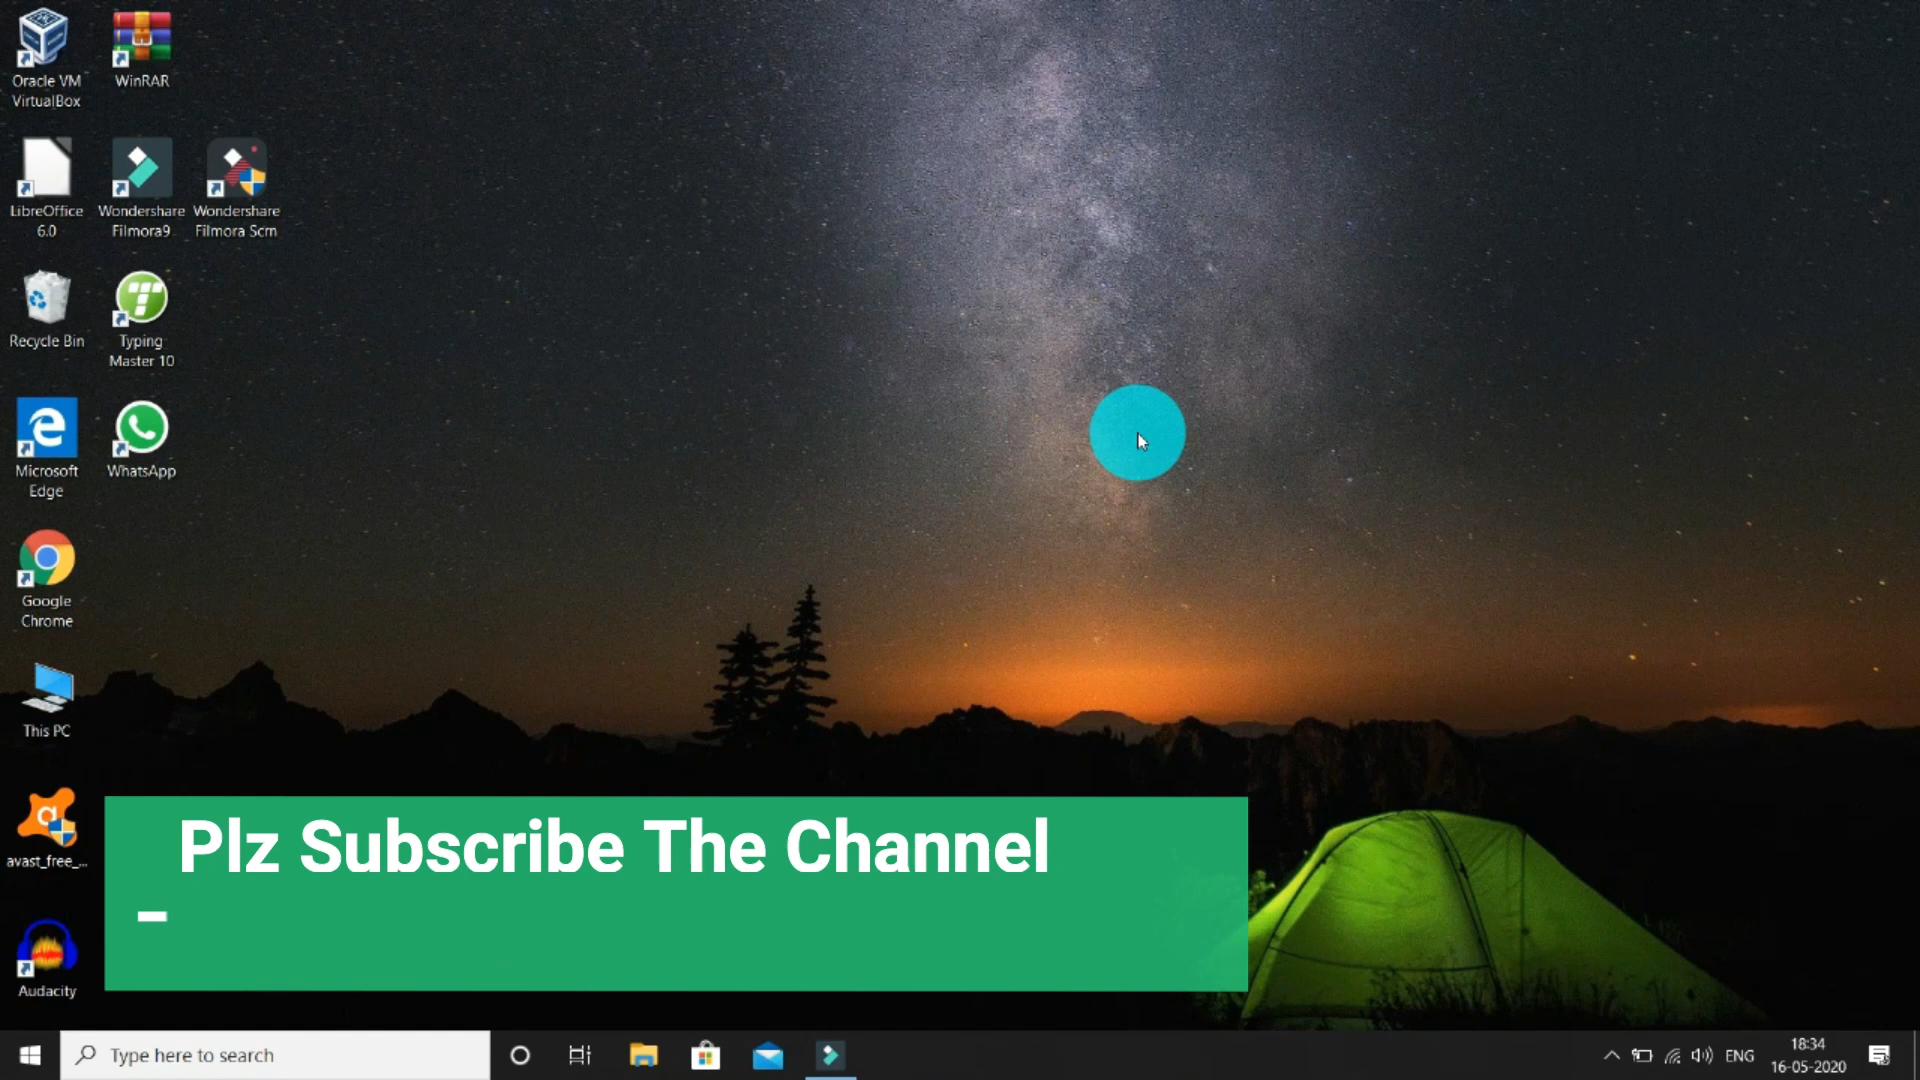 Oracle VM
VirtualBox
WinRAR
LibreOffice
6.0
Wondershare
Filmora9
Wondershare
Filmora Scrn
Recycle Bin
Typing
Master 10
Microsoft
Edge
WhatsApp
Google
Chrome
This PC
avast_free_...
Audacity
Plz Subscribe The Channel
-
Type here to search
ENG
18:34
16-05-2020